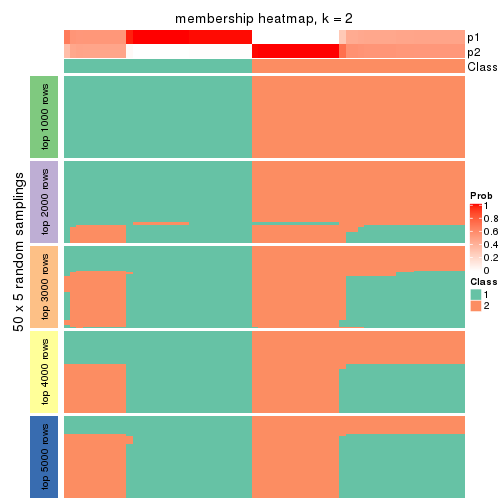 membership heatmap, k = 2
p1
p2
Class
50 x 5 random samplings
top 1000 rows
top 2000 rows
top 3000 rows
top 4000 rows
top 5000 rows
Prob
1
0.8
0.6
0.4
0.2
0
Class
1
2